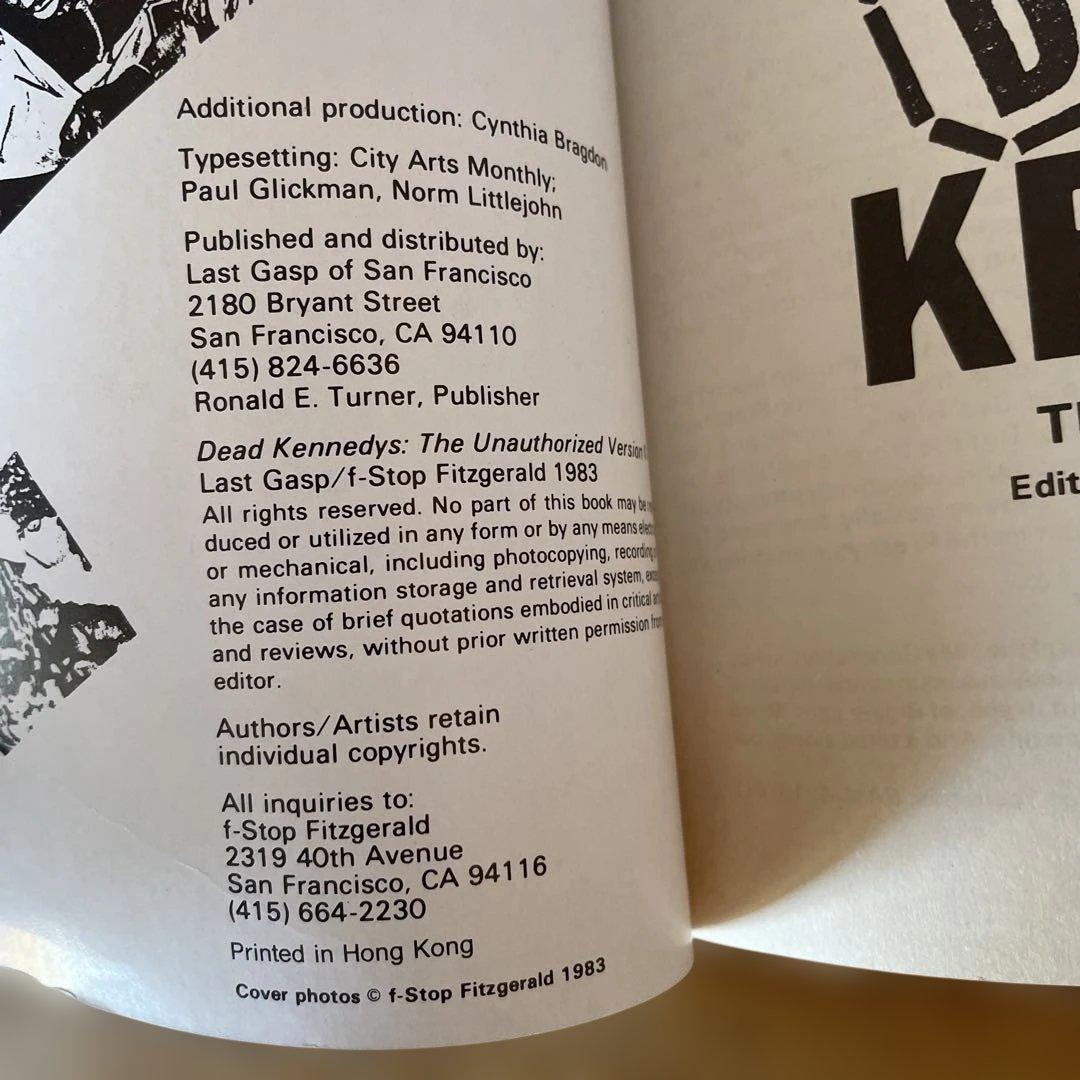 Additional production: Cynthia Bragdon
Typesetting: City Arts Monthly;
Paul Glickman, Norm Littlejohn
Published and distributed by:
Last Gasp of San Francisco
2180 Bryant Street
San Francisco, CA 94110
(415) 824-6636
Ronald E. Turner, Publisher
Dead Kennedys: The Unauthorized Version
Last Gasp/f-Stop Fitzgerald 1983
All rights reserved. No part of this book may be
duced or utilized in any form or by any means
or mechanical, including photocopying, recording
any information storage and retrieval system,
the case of brief quotations embodied in critical
and reviews, without prior written permission
editor.
Authors/Artists retain
individual copyrights.
All inquiries to:
f-Stop Fitzgerald
2319 40th Avenue
San Francisco, CA 94116
(415) 664-2230
Printed in Hong Kong
Cover photos © f-Stop Fitzgerald 1983
D
KE
Edit